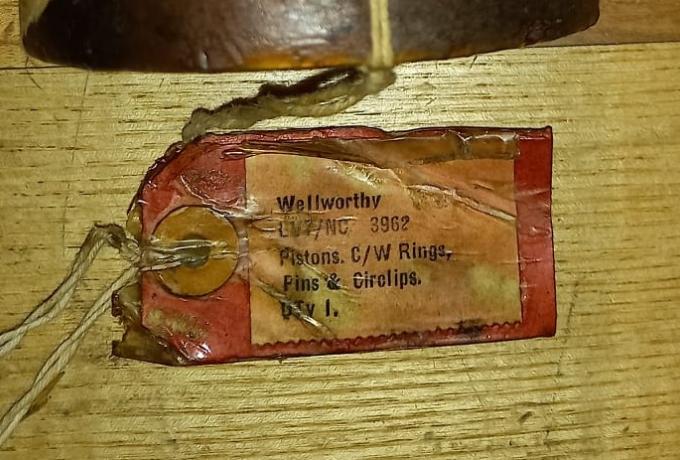 Wellworthy
3962
Pistons. C/W Rings,
Pins & Circlips.
QTy 1.